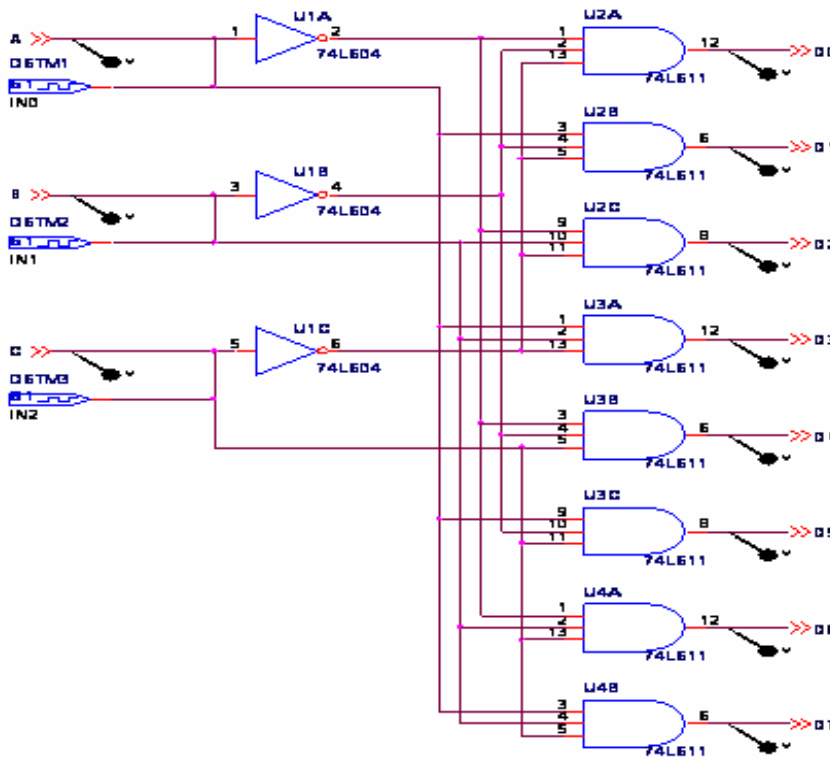 A
1
U1A
2
74LS04
DSTM1
S1
IN0
B
3
U1B
4
74LS04
DSTM2
S1
IN1
C
5
U1C
6
74LS04
DSTM3
S1
IN2
U2A
1
2
13
12
74LS11
V
U2B
3
4
5
6
74LS11
V
U2C
9
10
11
8
74LS11
V
U3A
1
2
13
12
74LS11
V
U3B
3
4
5
6
74LS11
V
U3C
9
10
11
8
74LS11
V
U4A
1
2
13
12
74LS11
V
U4B
3
4
5
6
74LS11
V